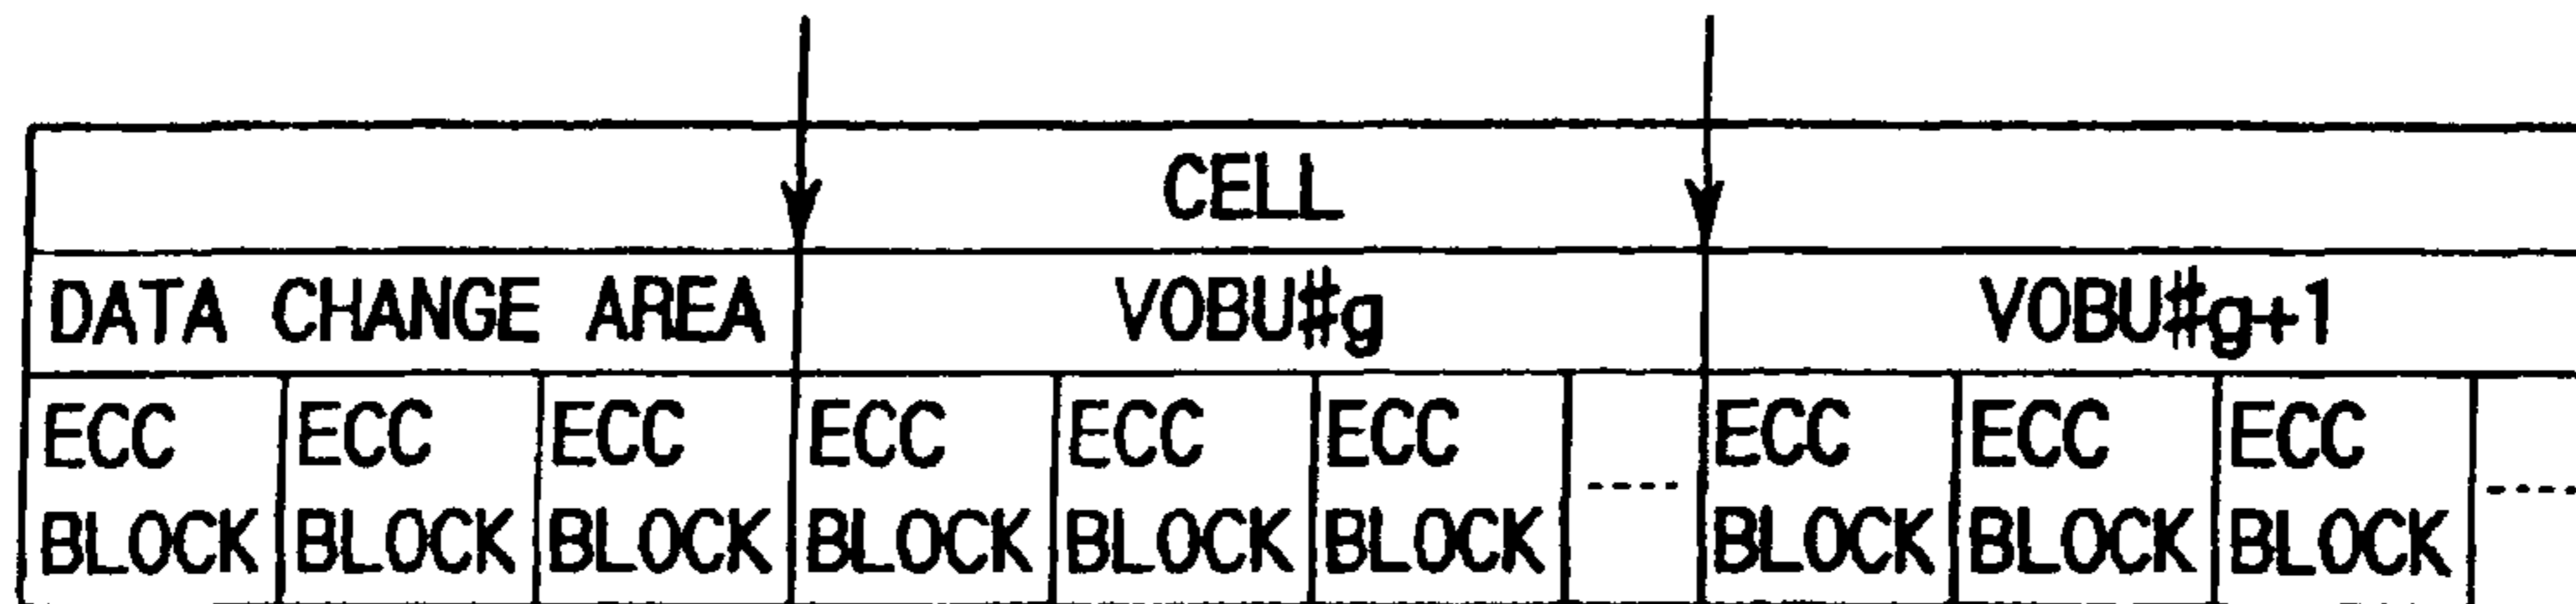 CELL
DATA CHANGE AREA VOBU#g VOBU#g+1
ECC ECC ECC ECC ECC ECC ECC ECC ECC
BLOCK BLOCK BLOCK BLOCK BLOCK BLOCK ---- BLOCK BLOCK BLOCK ----